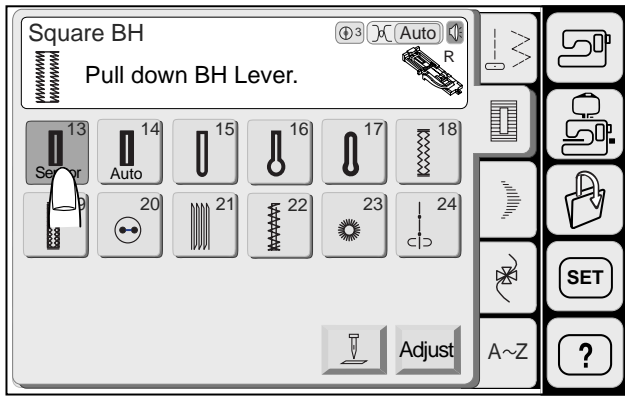 Square BH
3 Auto
R
Pull down BH Lever.
13 14 15 16 17 18
Auto
20 21 22 23 24
SET
Adjust
A~Z
?